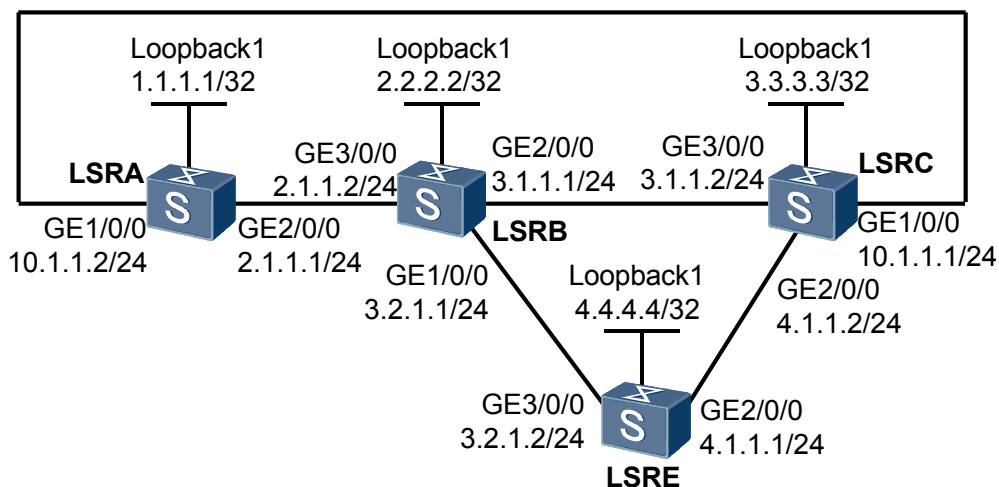 Loopback1
1.1.1.1/32
Loopback1
2.2.2.2/32
Loopback1
3.3.3.3/32
LSRA
GE3/0/0
2.1.1.2/24
GE2/0/0
3.1.1.1/24
GE3/0/0
3.1.1.2/24
LSRC
S
S
S
GE1/0/0
10.1.1.2/24
GE2/0/0
2.1.1.1/24
LSRB
GE1/0/0
10.1.1.1/24
GE1/0/0
3.2.1.1/24
Loopback1
4.4.4.4/32
GE2/0/0
4.1.1.2/24
GE3/0/0
3.2.1.2/24
S
GE2/0/0
4.1.1.1/24
LSRE